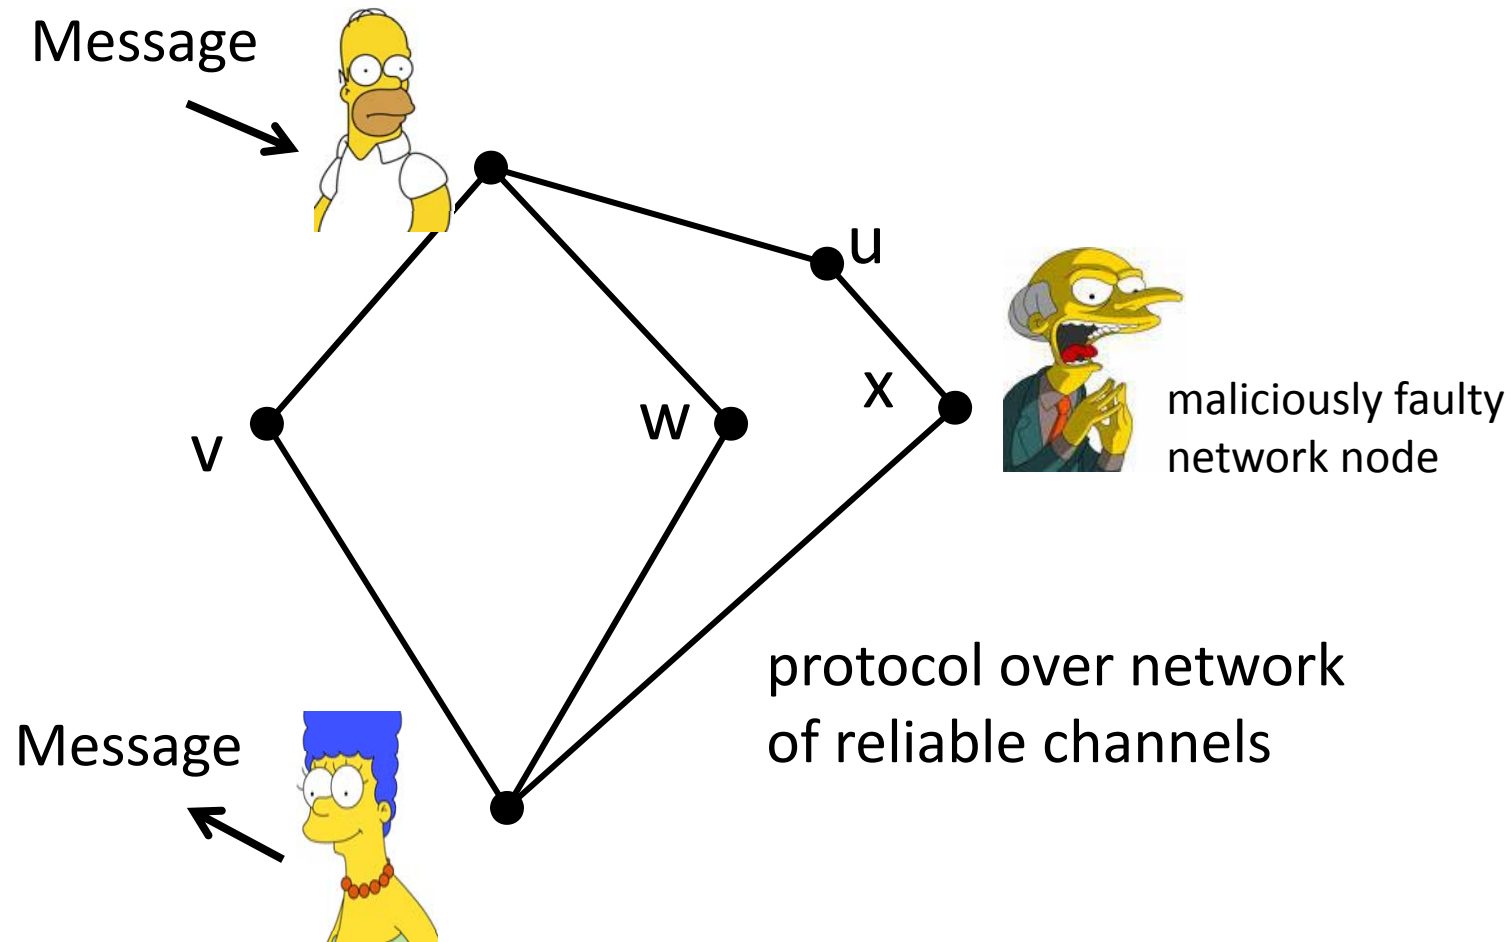 Message
u
x
maliciously faulty
w
v
network node
protocol over network
of reliable channels
Message